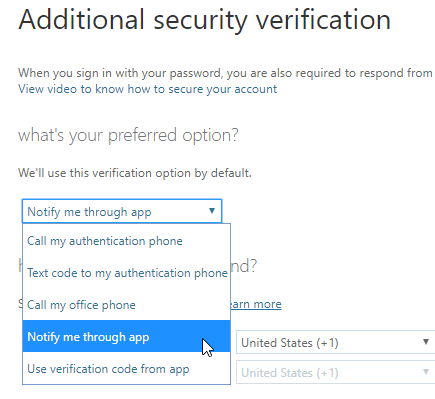 Additional security verification
When you sign in with your password, you are also required to respond from
View video to know how to secure your account
what's your preferred option?
We'll use this verification option by default.
Notify me through app
Call my authentication phone
Text code to my authentication phone
Call my office phone
Notify me through app
Use verification code from app
nd?
earn more
United States (+1)
United States (+1)